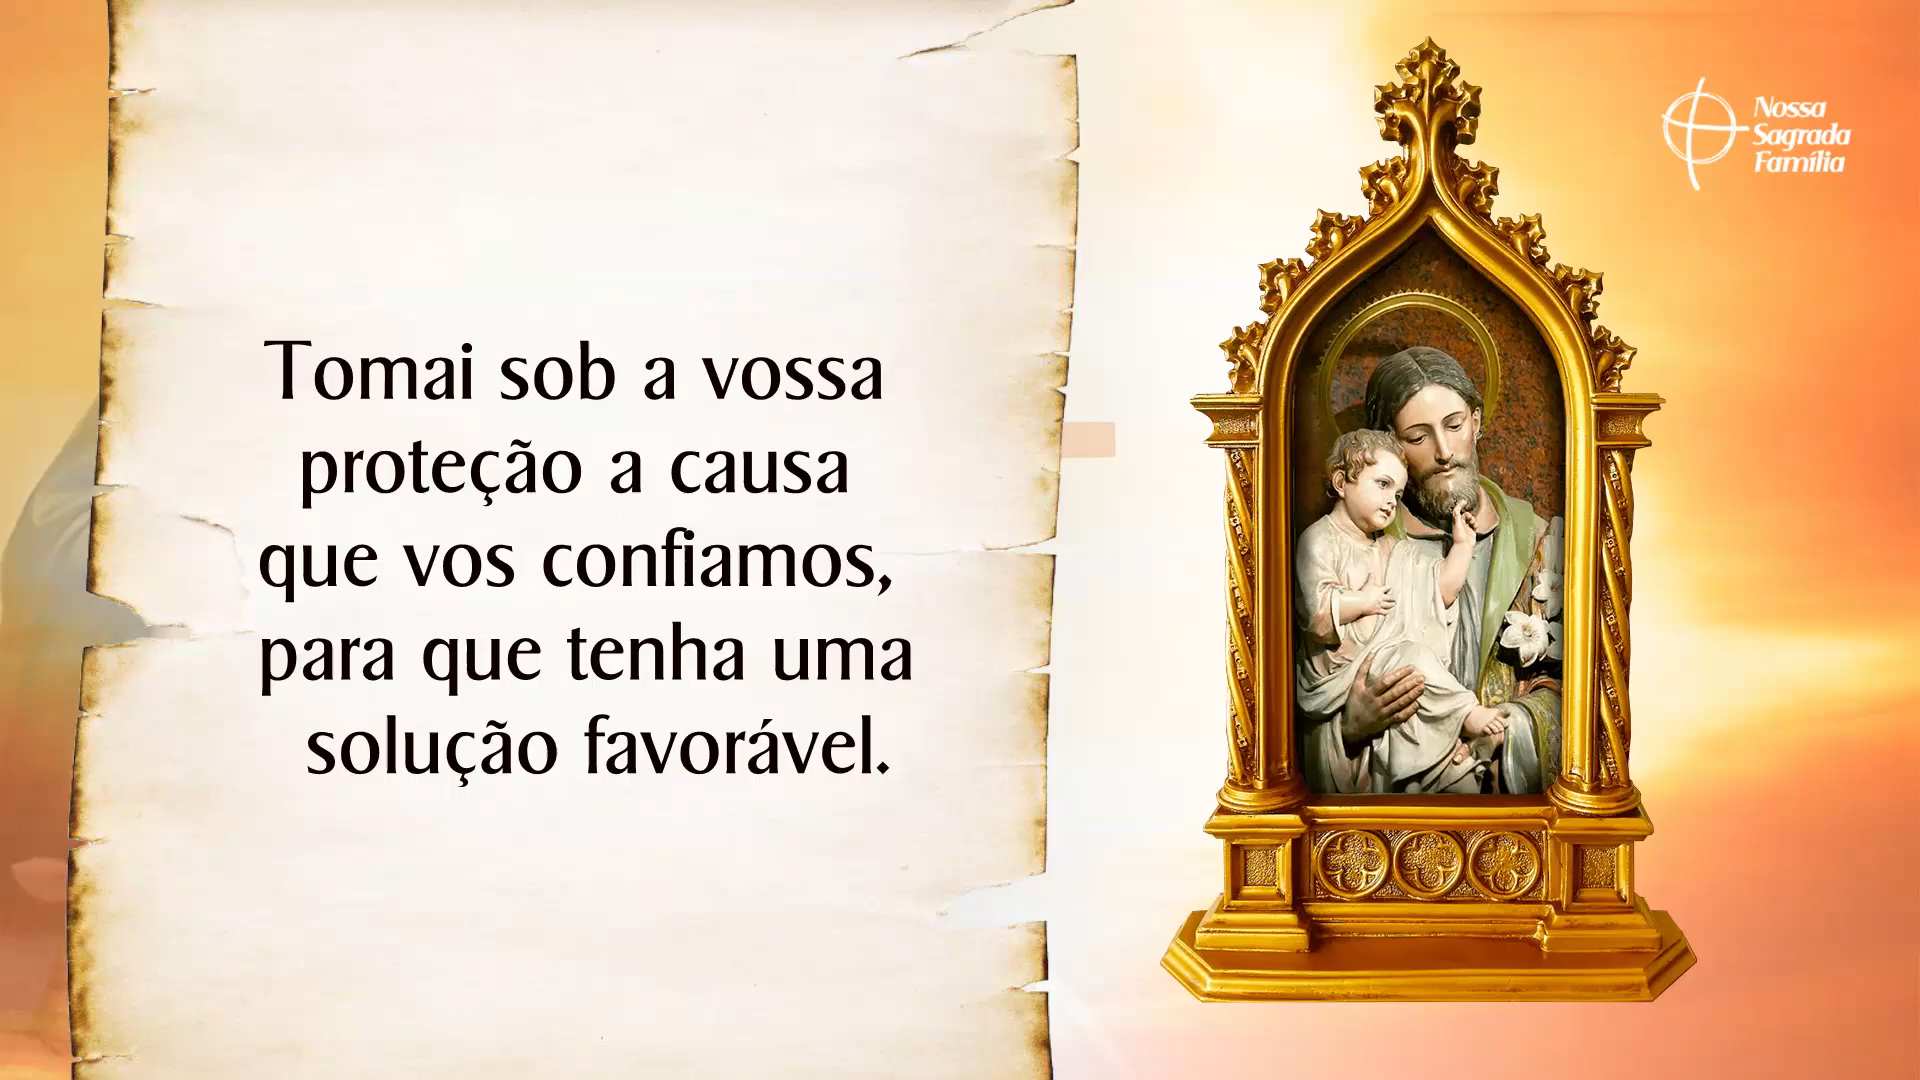 Tomai sob a vossa
proteção a causa
que vos confiamos,
para que tenha uma
solução favorável.
Nossa
Sagrada
Família